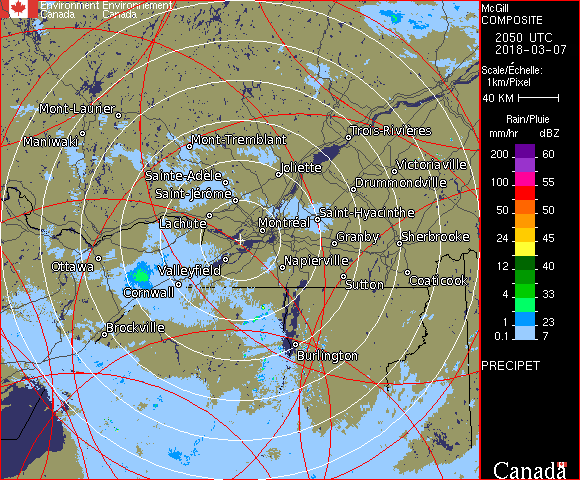 Environment Environnement
Canada Canada
McGill
COMPOSITE
2050 UTC
2018-03-07
Scale/Échelle:
1km/Pixel
40 KM
Rain/Pluie
mm/hr dBZ
200 60
100 55
50 50
24 45
12 40
4 33
1 23
0.1 7
PRECIPET
Canada
Mont-Laurier
Maniwaki
Mont-Tremblant
Trois-Rivières
Sainte-Adèle
Joliette
Victoriaville
Saint-Jérôme
Drummondville
Lachute
Montréal
Saint-Hyacinthe
Granby
Sherbrooke
Ottawa
Valleyfield
Napierville
Cornwall
Sutton
Coaticook
Brockville
Burlington